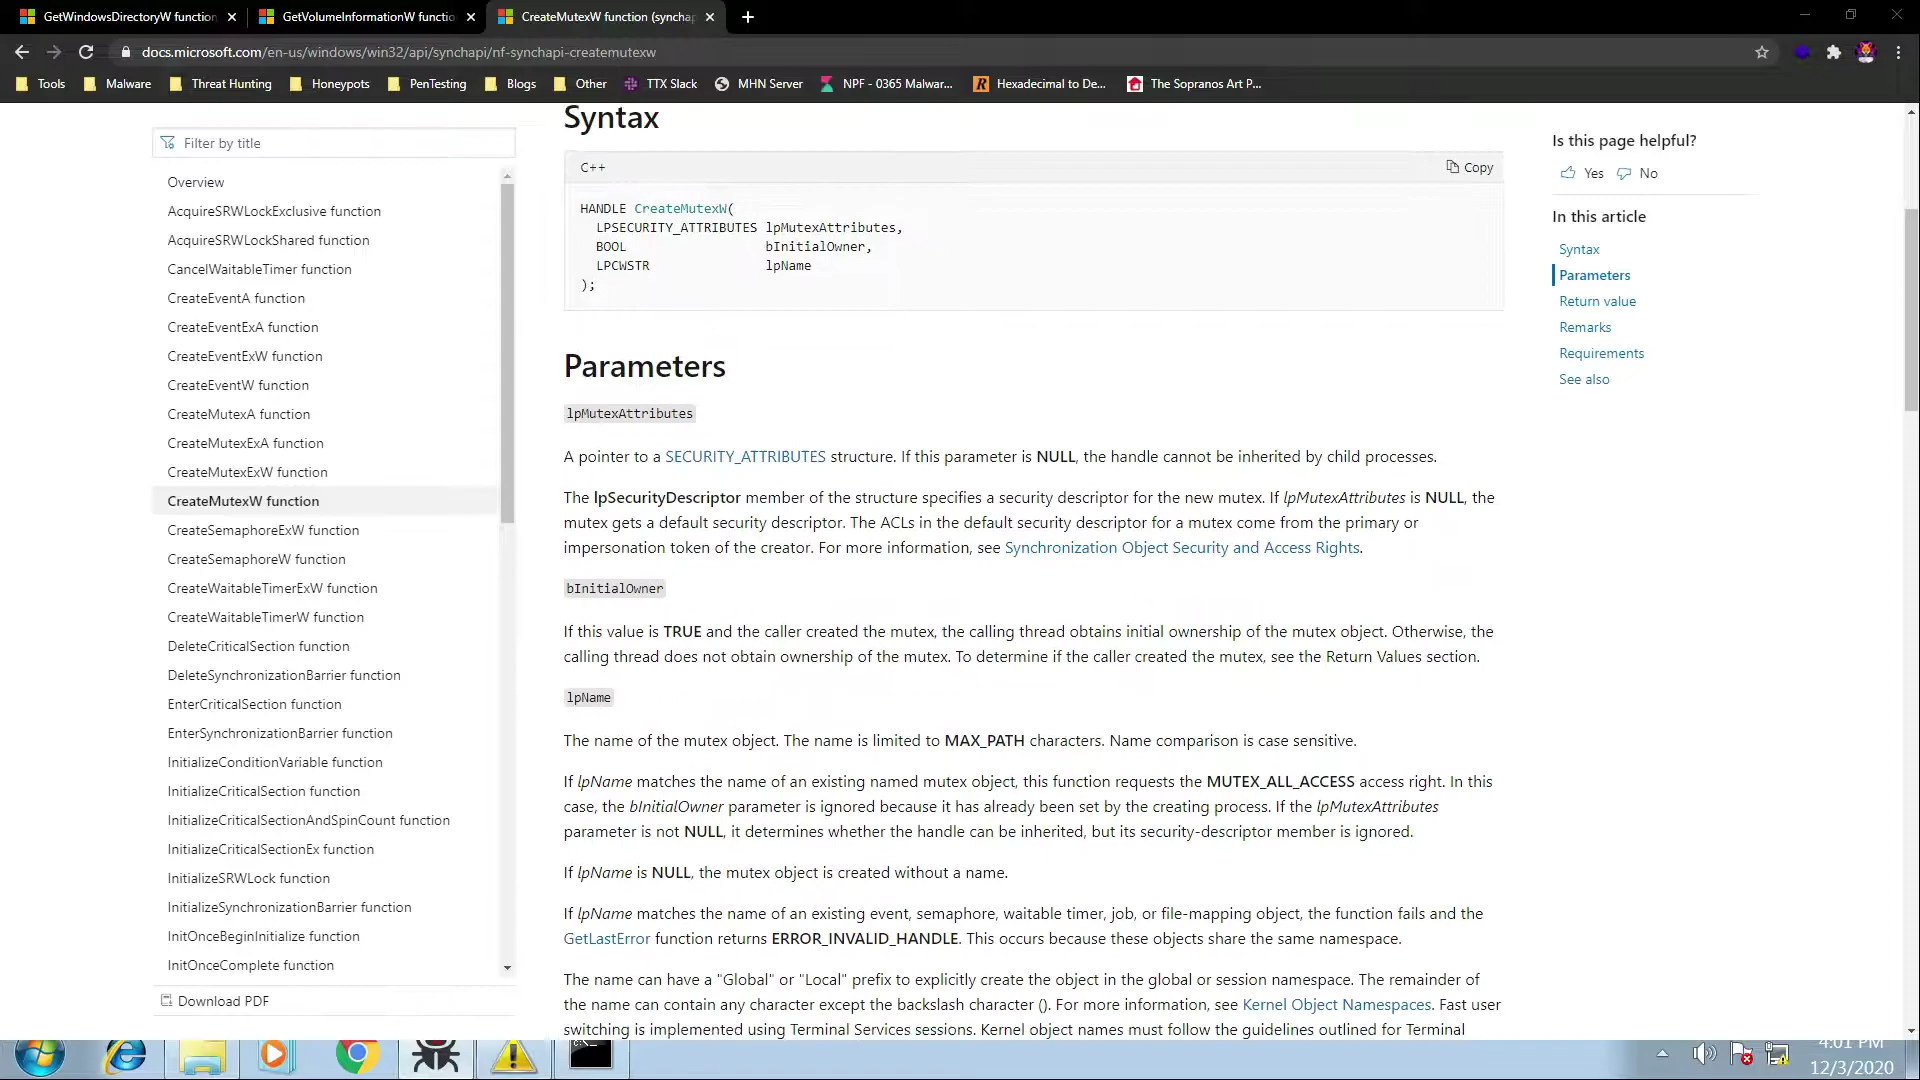 GetWindowsDirectoryW function
GetVolumeInformationW functio
CreateMutexW function (synchap
docs.microsoft.com/en-us/windows/win32/api/synchapi/nf-synchapi-createmutexw
Tools
Malware
Threat Hunting
Honeypots
PenTesting
Blogs
Other
TTX Slack
MHN Server
NPF - 0365 Malwar...
Hexadecimal to De...
The Sopranos Art P...
Filter by title
Overview
AcquireSRWLockExclusive function
AcquireSRWLockShared function
CancelWaitableTimer function
CreateEventA function
CreateEventExA function
CreateEventExW function
CreateEventW function
CreateMutexA function
CreateMutexExA function
CreateMutexExW function
CreateMutexW function
CreateSemaphoreExW function
CreateSemaphoreW function
CreateWaitableTimerExW function
CreateWaitableTimerW function
DeleteCriticalSection function
DeleteSynchronizationBarrier function
EnterCriticalSection function
EnterSynchronizationBarrier function
InitializeConditionVariable function
InitializeCriticalSection function
InitializeCriticalSectionAndSpinCount function
InitializeCriticalSectionEx function
InitializeSRWLock function
InitializeSynchronizationBarrier function
InitOnceBeginInitialize function
InitOnceComplete function
Download PDF
Syntax
C++
Copy
HANDLE CreateMutexW(
LPSECURITY_ATTRIBUTES lpMutexAttributes,
BOOL bInitialOwner,
LPCWSTR lpName
);
Parameters
lpMutexAttributes
A pointer to a SECURITY_ATTRIBUTES structure. If this parameter is NULL, the handle cannot be inherited by child processes.
The lpSecurityDescriptor member of the structure specifies a security descriptor for the new mutex. If lpMutexAttributes is NULL, the
mutex gets a default security descriptor. The ACLs in the default security descriptor for a mutex come from the primary or
impersonation token of the creator. For more information, see Synchronization Object Security and Access Rights.
bInitialOwner
If this value is TRUE and the caller created the mutex, the calling thread obtains initial ownership of the mutex object. Otherwise, the
calling thread does not obtain ownership of the mutex. To determine if the caller created the mutex, see the Return Values section.
lpName
The name of the mutex object. The name is limited to MAX_PATH characters. Name comparison is case sensitive.
If lpName matches the name of an existing named mutex object, this function requests the MUTEX_ALL_ACCESS access right. In this
case, the bInitialOwner parameter is ignored because it has already been set by the creating process. If the lpMutexAttributes
parameter is not NULL, it determines whether the handle can be inherited, but its security-descriptor member is ignored.
If lpName is NULL, the mutex object is created without a name.
If lpName matches the name of an existing event, semaphore, waitable timer, job, or file-mapping object, the function fails and the
GetLastError function returns ERROR_INVALID_HANDLE. This occurs because these objects share the same namespace.
The name can have a "Global" or "Local" prefix to explicitly create the object in the global or session namespace. The remainder of
the name can contain any character except the backslash character (). For more information, see Kernel Object Namespaces. Fast user
switching is implemented using Terminal Services sessions. Kernel object names must follow the guidelines outlined for Terminal
Is this page helpful?
Yes
No
In this article
Syntax
Parameters
Return value
Remarks
Requirements
See also
C:\_
4:01 PM
12/3/2020